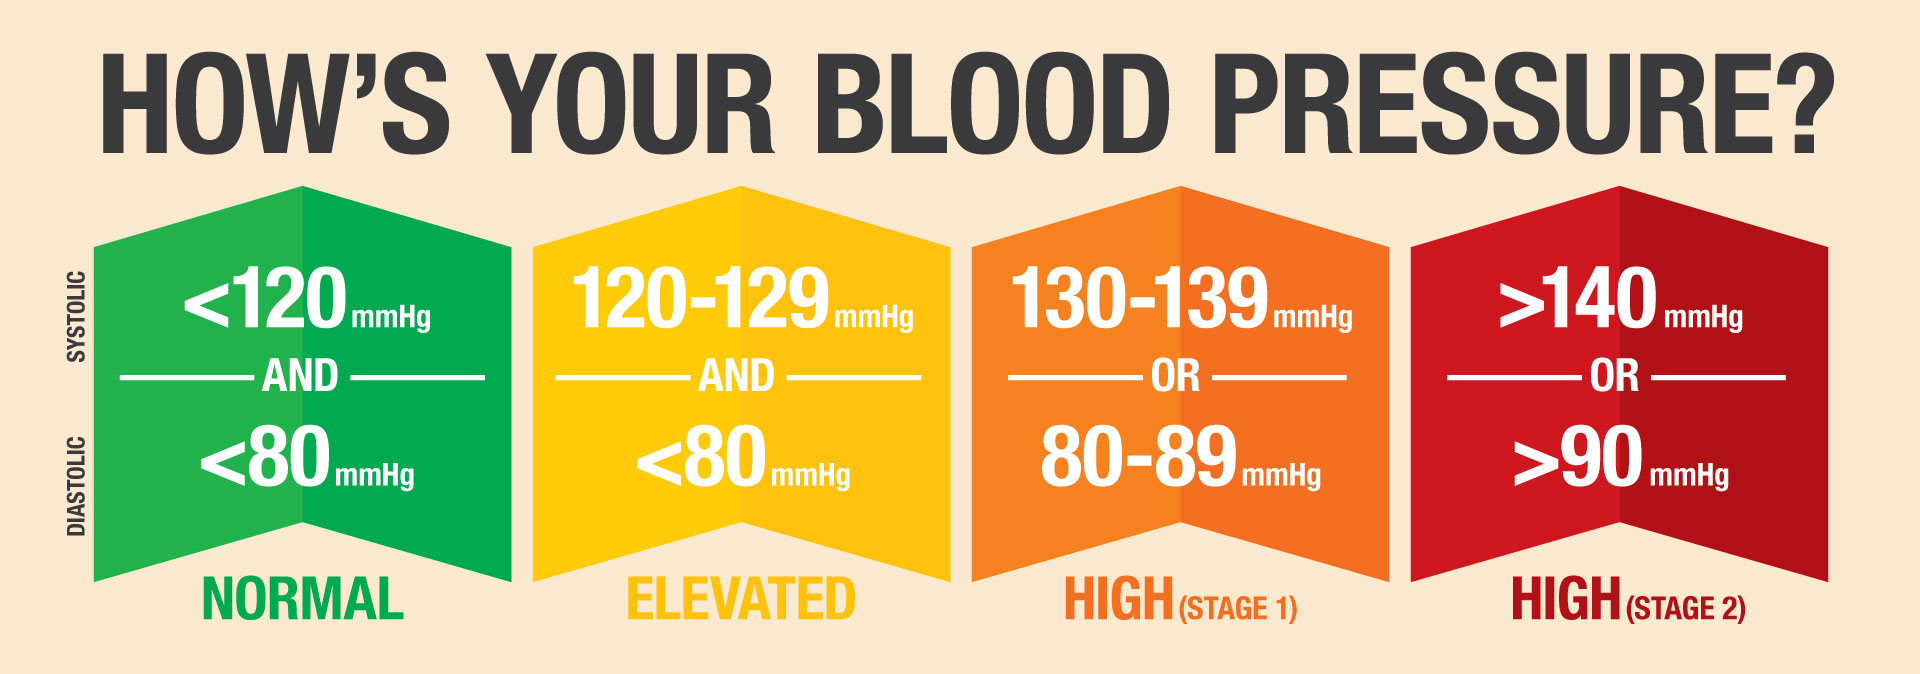 HOW'S YOUR BLOOD PRESSURE?
SYSTOLIC
<120 mmHg
120-129 mmHg
130-139 mmHg
>140 mmHg
AND
AND
OR
OR
DIASTOLIC
<80 mmHg
<80 mmHg
80-89 mmHg
>90 mmHg
NORMAL
ELEVATED
HIGH (STAGE 1)
HIGH (STAGE 2)